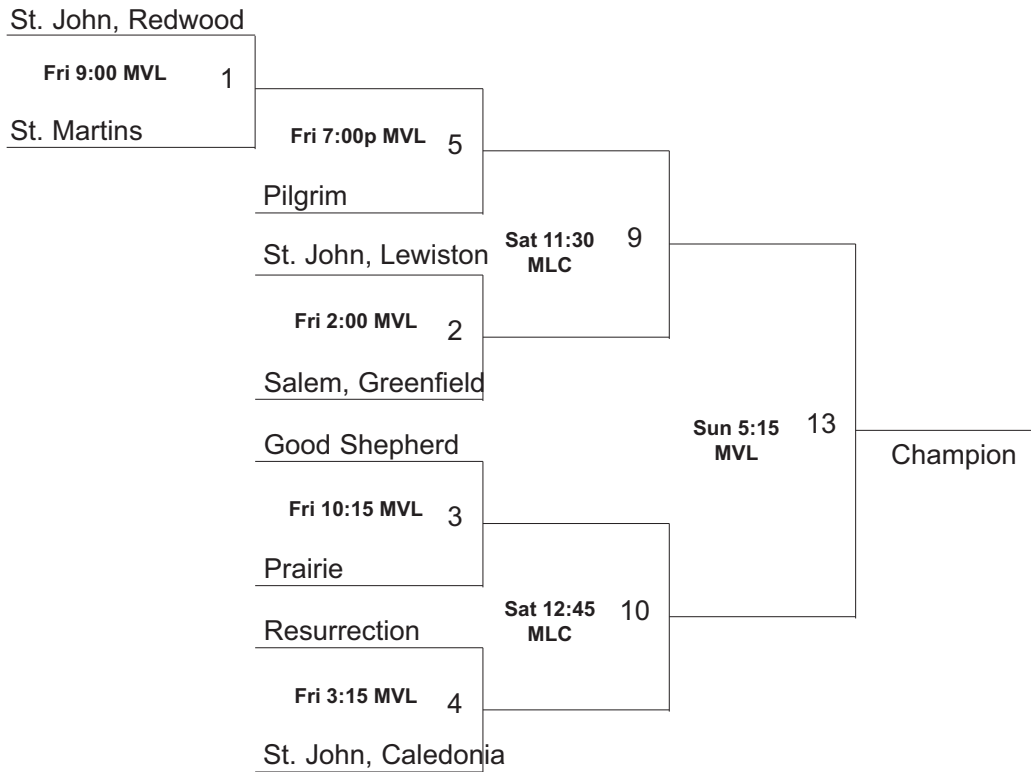 St. John, Redwood
Fri 9:00 MVL 1
St. Martins
Fri 7:00p MVL 5
Pilgrim
St. John, Lewiston
Sat 11:30 9
MLC
Fri 2:00 MVL 2
Salem, Greenfield
Good Shepherd
Sun 5:15 13
MVL
Champion
Fri 10:15 MVL 3
Prairie
Sat 12:45 10
MLC
Resurrection
Fri 3:15 MVL 4
St. John, Caledonia